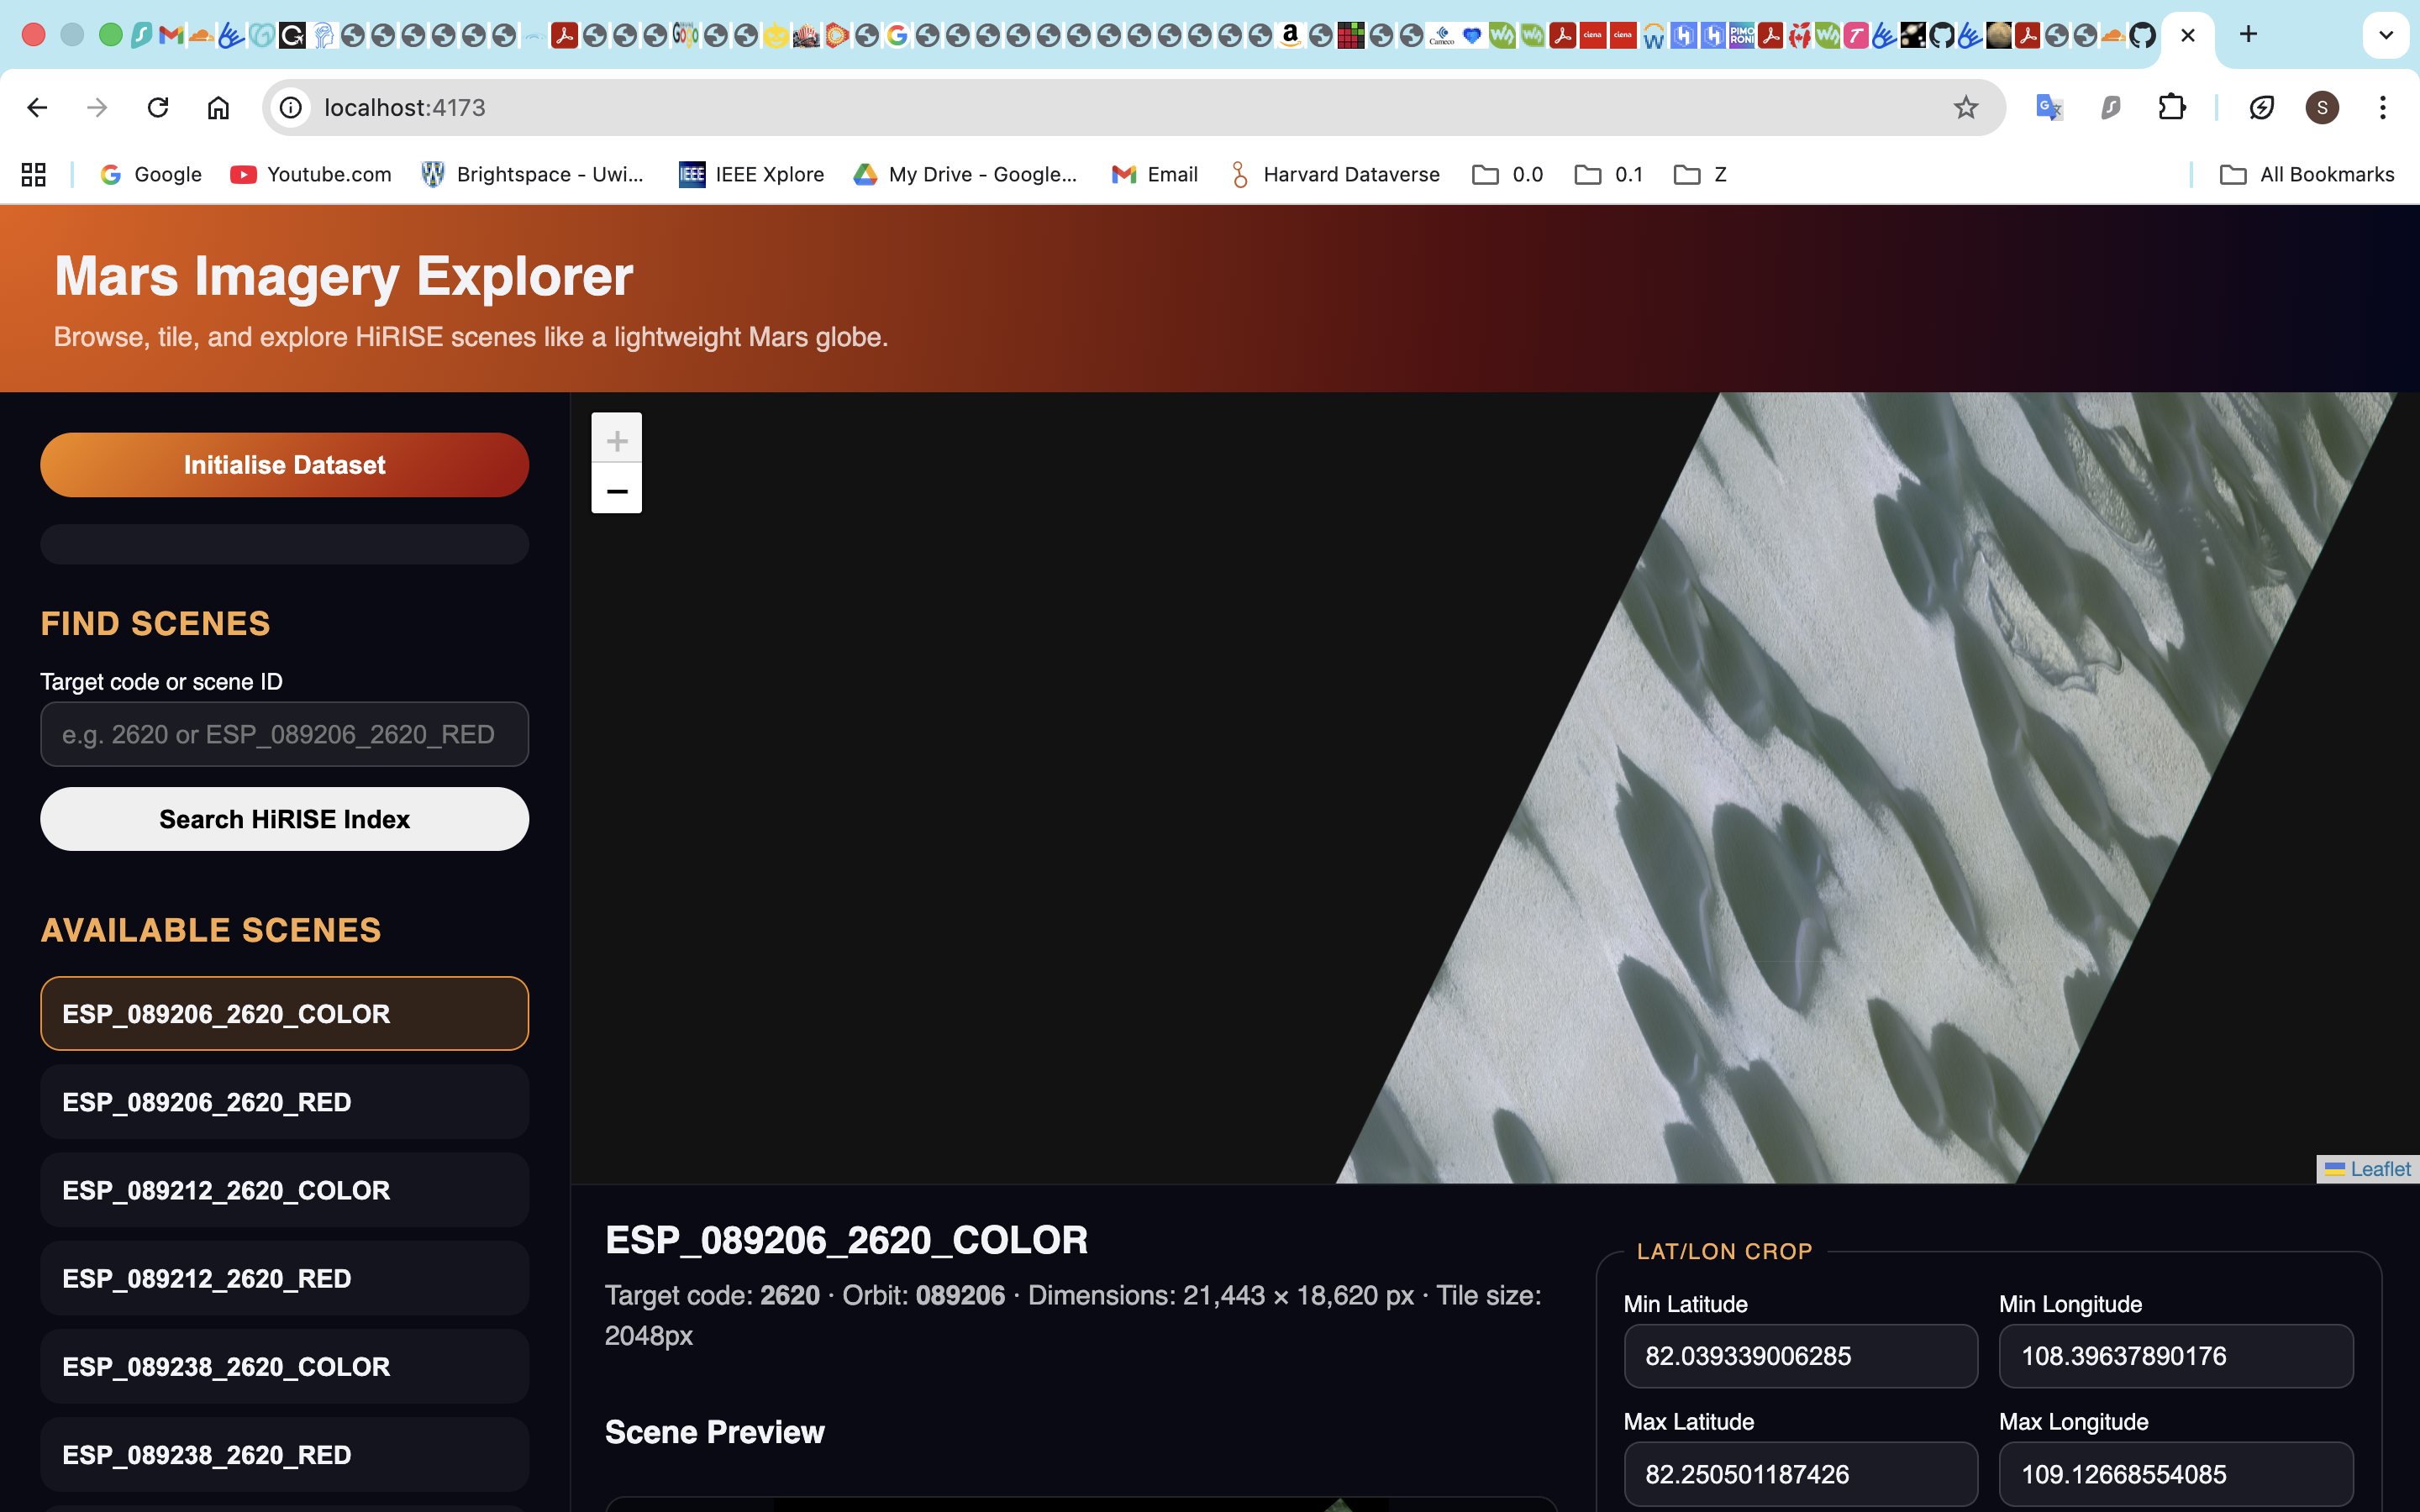 localhost:4173
Google
Youtube.com
Brightspace - Uwi...
IEEE Xplore
My Drive - Google...
Email
Harvard Dataverse
0.0
0.1
Z
All Bookmarks
Mars Imagery Explorer
Browse, tile, and explore HiRISE scenes like a lightweight Mars globe.
Initialise Dataset
FIND SCENES
Target code or scene ID
e.g. 2620 or ESP_089206_2620_RED
Search HiRISE Index
AVAILABLE SCENES
ESP_089206_2620_COLOR
ESP_089206_2620_RED
ESP_089212_2620_COLOR
ESP_089212_2620_RED
ESP_089238_2620_COLOR
ESP_089238_2620_RED
+
−
Leaflet
ESP_089206_2620_COLOR
Target code: 2620 · Orbit: 089206 · Dimensions: 21,443 × 18,620 px · Tile size:
2048px
Scene Preview
LAT/LON CROP
Min Latitude
Min Longitude
82.039339006285
108.39637890176
Max Latitude
Max Longitude
82.250501187426
109.12668554085